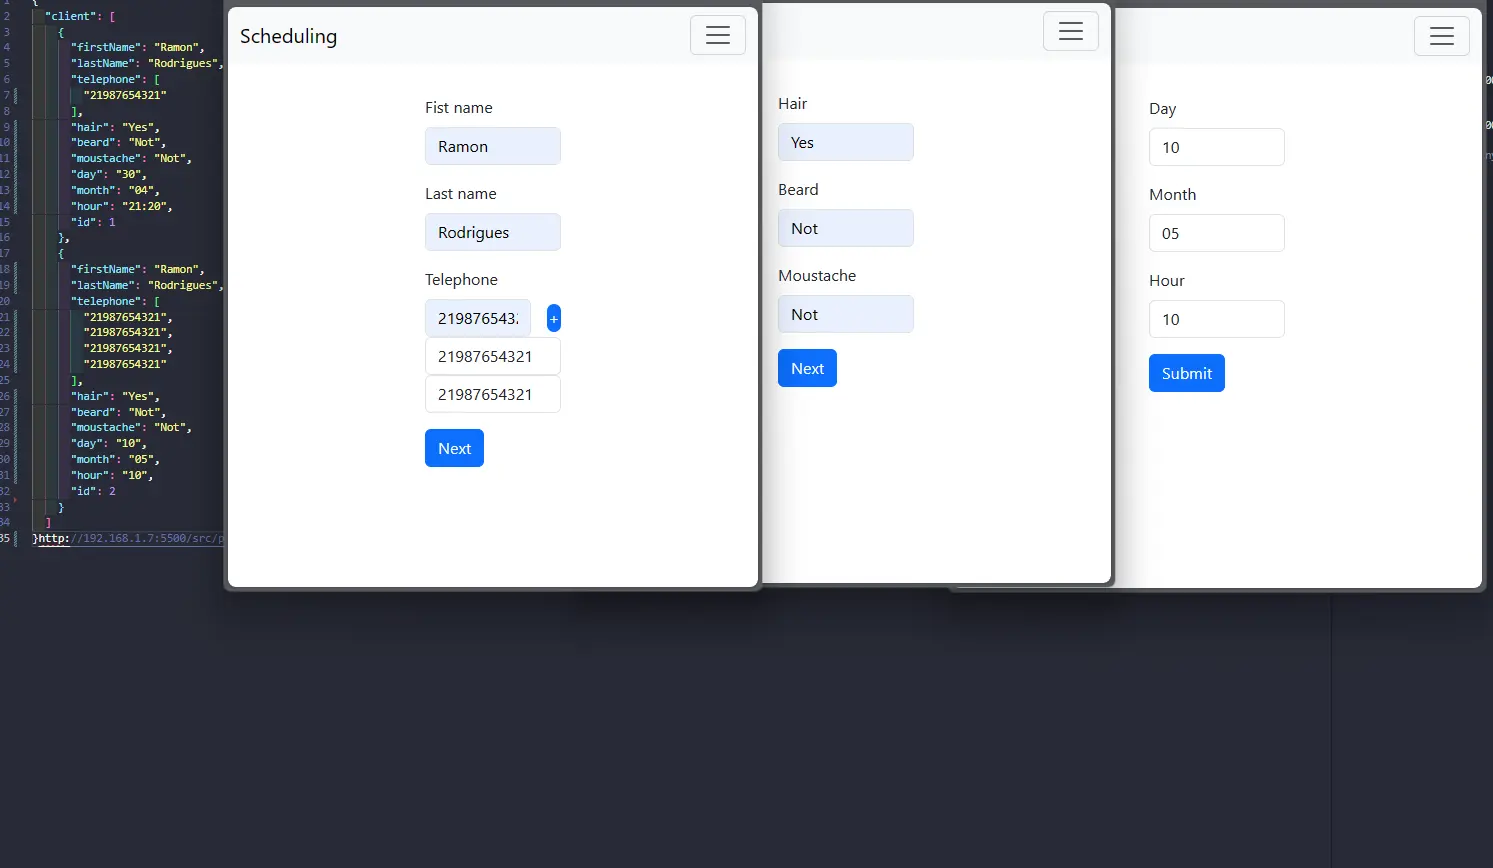 1 {
2 "client": [
3 {
4 "firstName": "Ramon",
5 "lastName": "Rodrigues",
6 "telephone": [
7 "21987654321"
8 ],
9 "hair": "Yes",
10 "beard": "Not",
11 "moustache": "Not",
12 "day": "30",
13 "month": "04",
14 "hour": "21:20",
15 "id": 1
16 },
17 {
18 "firstName": "Ramon",
19 "lastName": "Rodrigues",
20 "telephone": [
21 "21987654321",
22 "21987654321",
23 "21987654321",
24 "21987654321"
25 ],
26 "hair": "Yes",
27 "beard": "Not",
28 "moustache": "Not",
29 "day": "10",
30 "month": "05",
31 "hour": "10",
32 "id": 2
33 }
34 ]
35 }http://192.168.1.7:5500/src/p
Scheduling
Fist name
Ramon
Last name
Rodrigues
Telephone
2198765432
+
21987654321
21987654321
Next
Hair
Yes
Beard
Not
Moustache
Not
Next
Day
10
Month
05
Hour
10
Submit